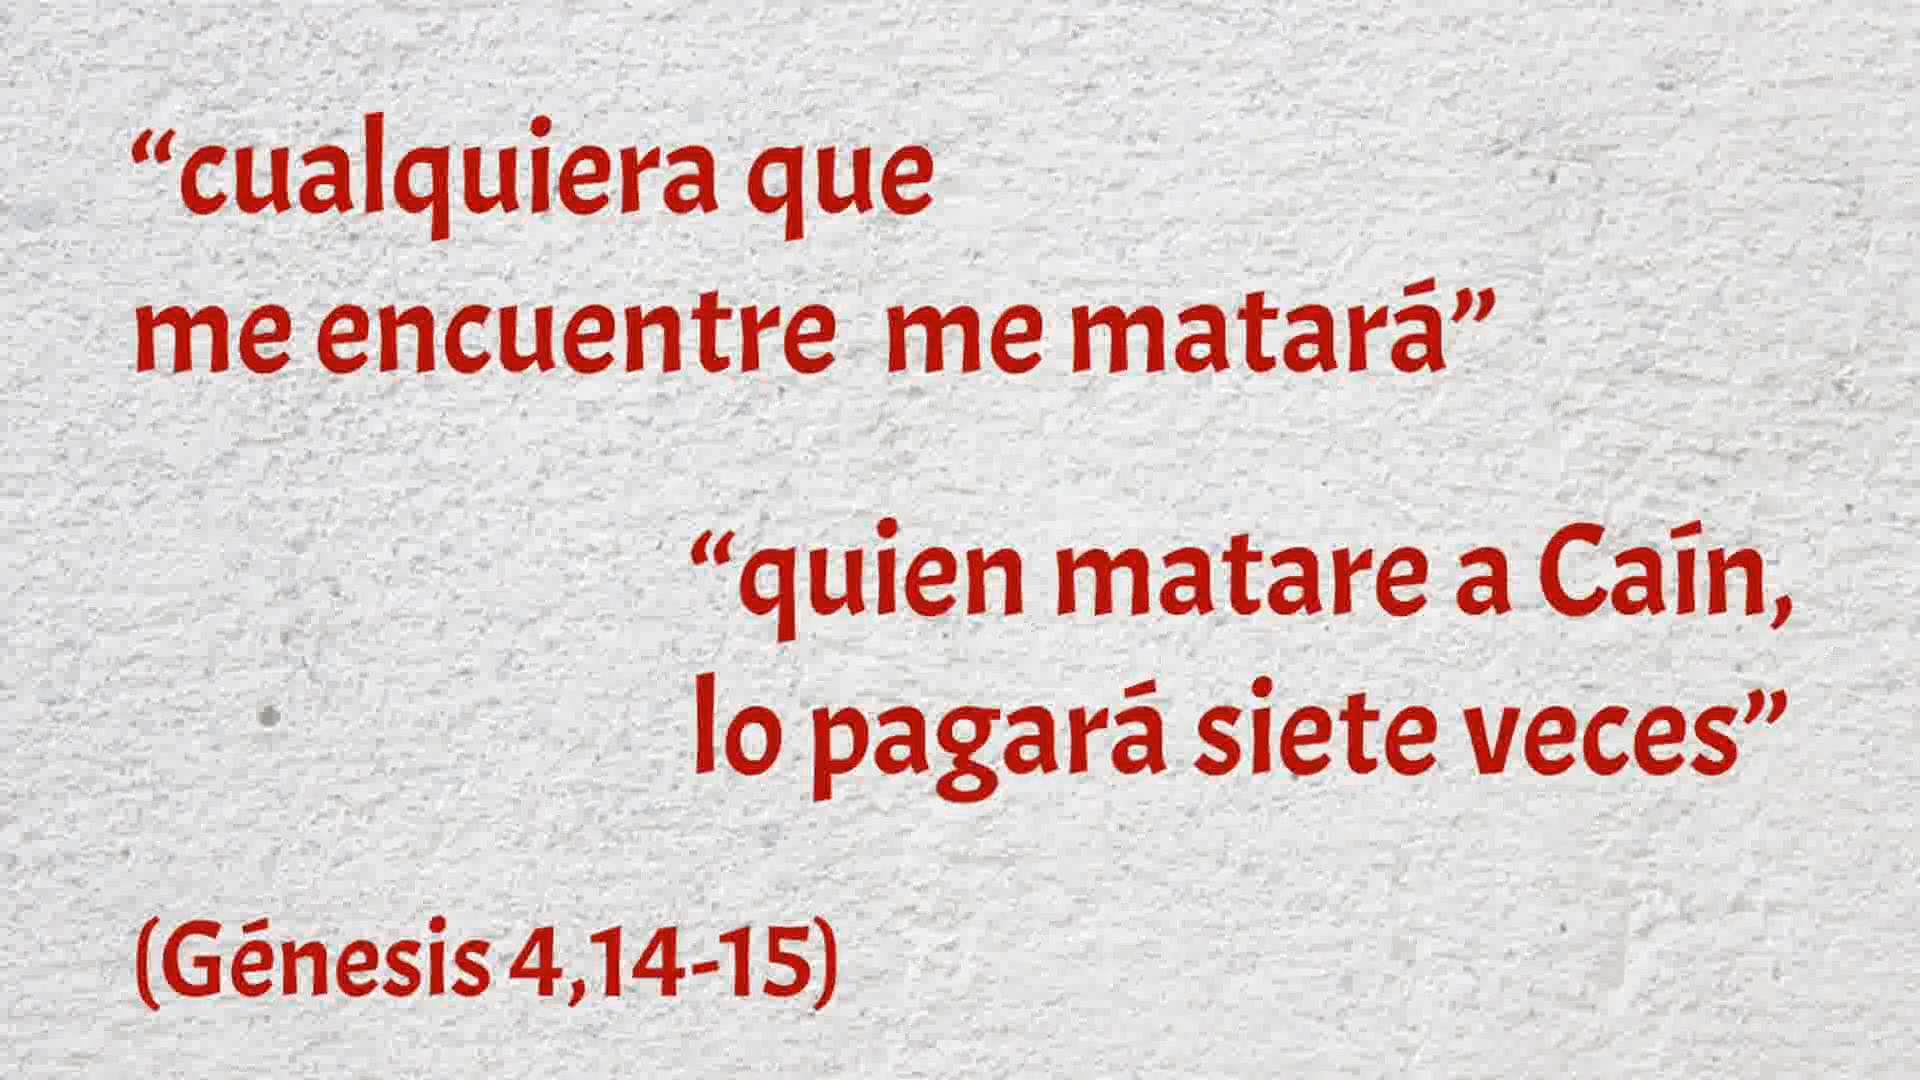 “cualquiera que
me encuentre me matará”
“quien matare a Caín,
lo pagará siete veces”
(Génesis 4,14-15)